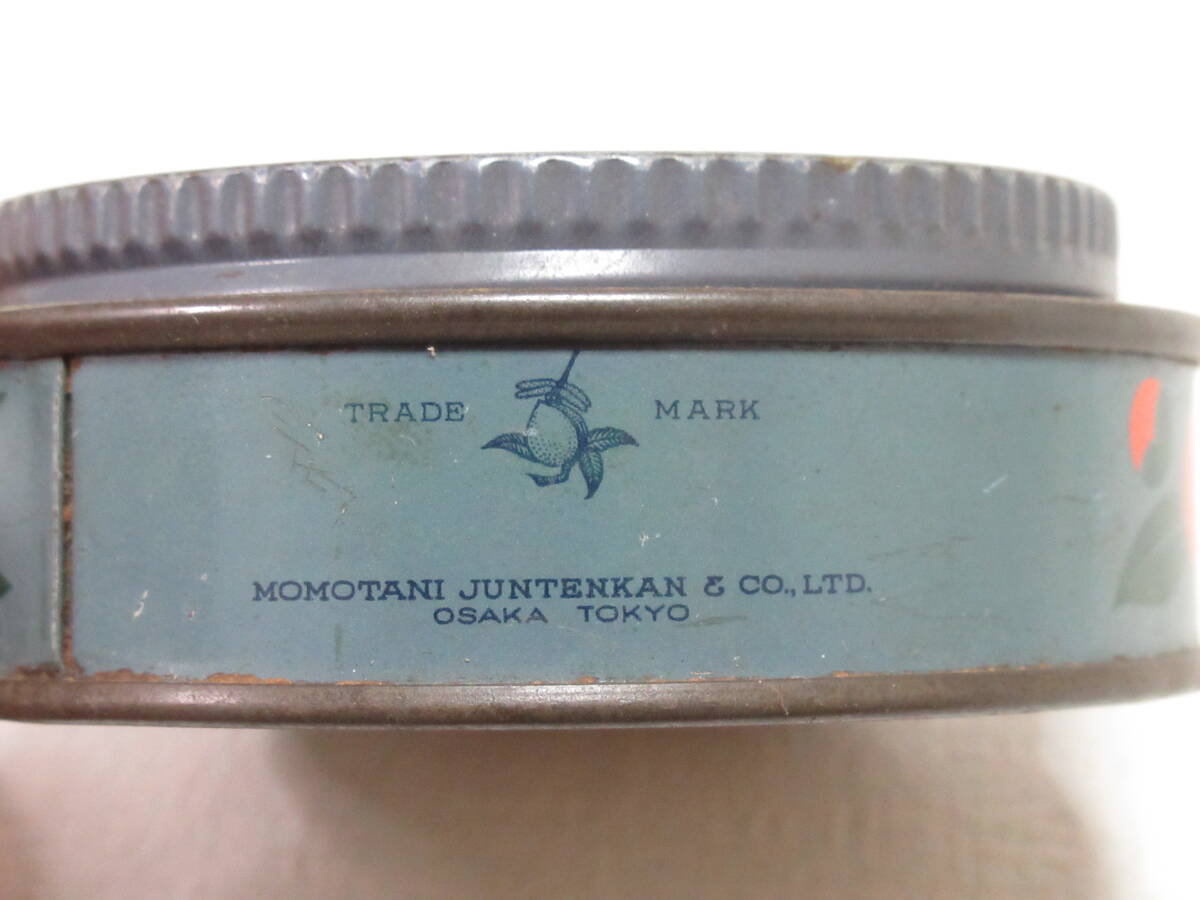 TRADE MARK
MOMOTANI JUNTENKAN & CO., LTD.
OSAKA TOKYO